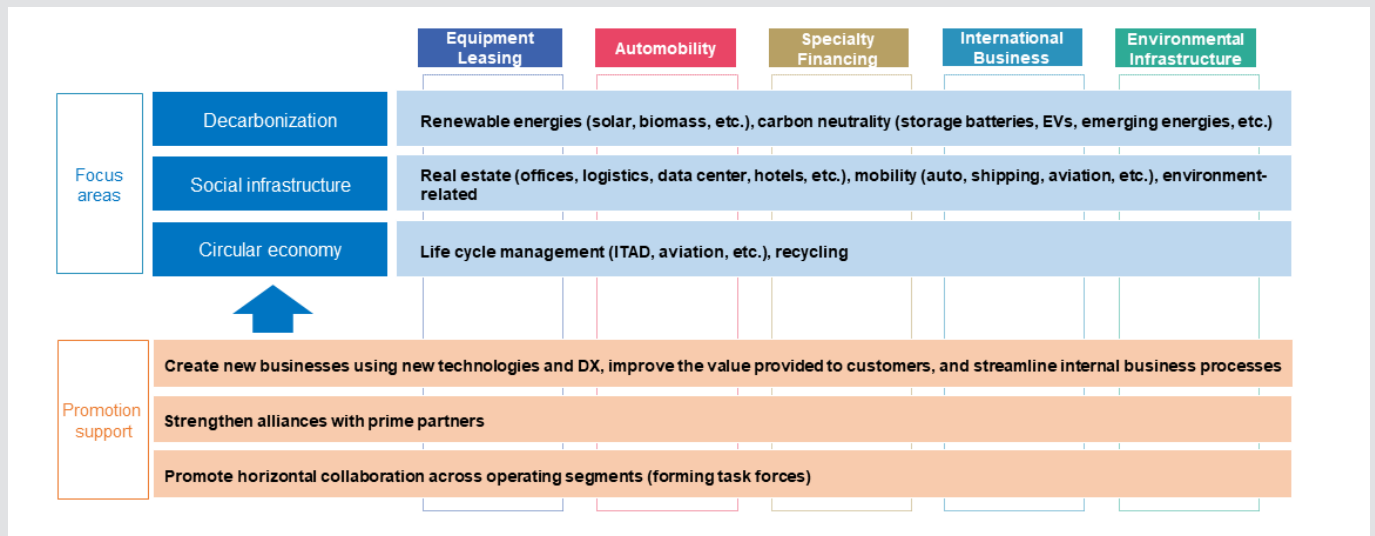 Equipment
Leasing
Automobility
Specialty
Financing
International
Business
Environmental
Infrastructure
Focus
areas
Decarbonization
Renewable energies (solar, biomass, etc.), carbon neutrality (storage batteries, EVs, emerging energies, etc.)
Social infrastructure
Real estate (offices, logistics, data center, hotels, etc.), mobility (auto, shipping, aviation, etc.), environment-
related
Circular economy
Life cycle management (ITAD, aviation, etc.), recycling
Promotion
support
Create new businesses using new technologies and DX, improve the value provided to customers, and streamline internal business processes
Strengthen alliances with prime partners
Promote horizontal collaboration across operating segments (forming task forces)